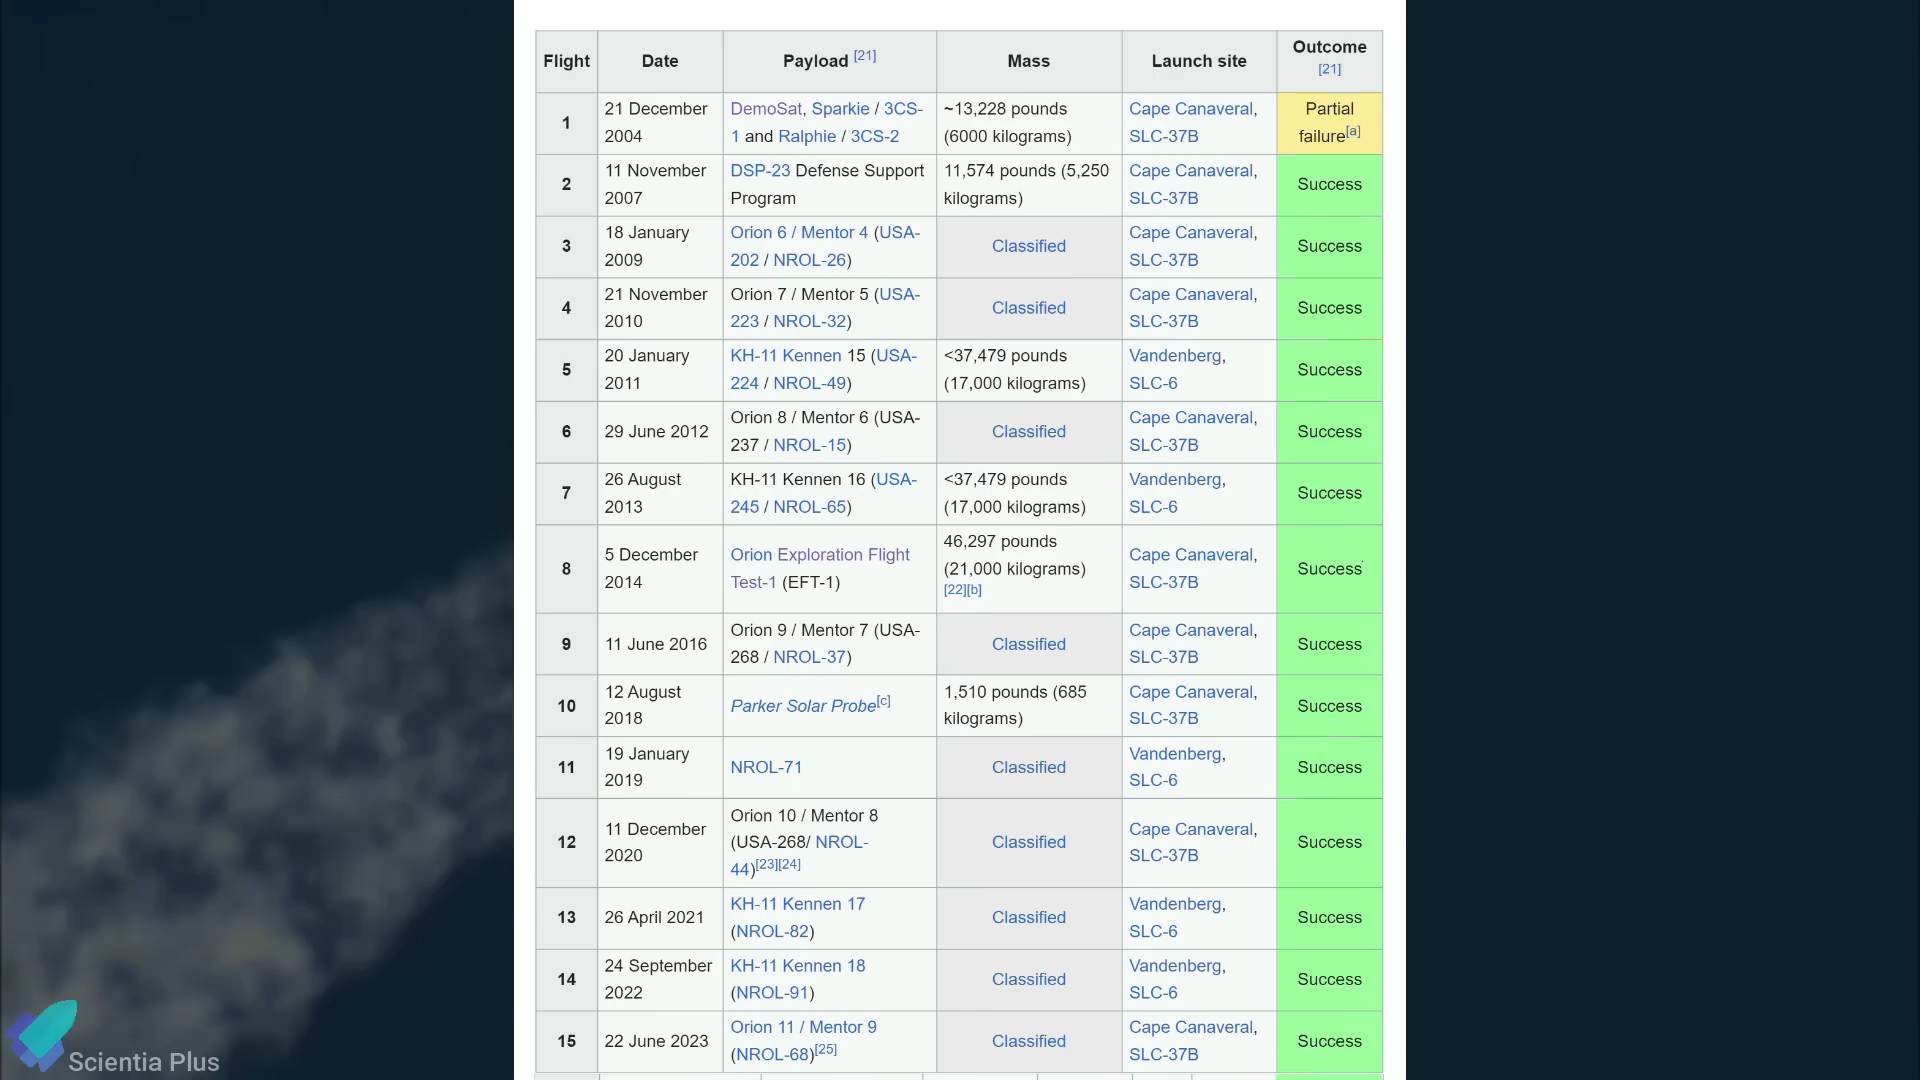 Flight Date Payload [21] Mass Launch site Outcome
[21]
1
21 December
2004
DemoSat, Sparkie / 3CS-
1 and Ralphie / 3CS-2
~13,228 pounds
(6000 kilograms)
Cape Canaveral,
SLC-37B
Partial
failure[a]
2
11 November
2007
DSP-23 Defense Support
Program
11,574 pounds (5,250
kilograms)
Cape Canaveral,
SLC-37B
Success
3
18 January
2009
Orion 6 / Mentor 4 (USA-
202 / NROL-26)
Classified
Cape Canaveral,
SLC-37B
Success
4
21 November
2010
Orion 7 / Mentor 5 (USA-
223 / NROL-32)
Classified
Cape Canaveral,
SLC-37B
Success
5
20 January
2011
KH-11 Kennen 15 (USA-
224 / NROL-49)
<37,479 pounds
(17,000 kilograms)
Vandenberg,
SLC-6
Success
6
29 June 2012
Orion 8 / Mentor 6 (USA-
237 / NROL-15)
Classified
Cape Canaveral,
SLC-37B
Success
7
26 August
2013
KH-11 Kennen 16 (USA-
245 / NROL-65)
<37,479 pounds
(17,000 kilograms)
Vandenberg,
SLC-6
Success
8
5 December
2014
Orion Exploration Flight
Test-1 (EFT-1)
46,297 pounds
(21,000 kilograms)
[22][b]
Cape Canaveral,
SLC-37B
Success
9
11 June 2016
Orion 9 / Mentor 7 (USA-
268 / NROL-37)
Classified
Cape Canaveral,
SLC-37B
Success
10
12 August
2018
Parker Solar Probe[c]
1,510 pounds (685
kilograms)
Cape Canaveral,
SLC-37B
Success
11
19 January
2019
NROL-71
Classified
Vandenberg,
SLC-6
Success
12
11 December
2020
Orion 10 / Mentor 8
(USA-268/ NROL-
44)[23][24]
Classified
Cape Canaveral,
SLC-37B
Success
13
26 April 2021
KH-11 Kennen 17
(NROL-82)
Classified
Vandenberg,
SLC-6
Success
14
24 September
2022
KH-11 Kennen 18
(NROL-91)
Classified
Vandenberg,
SLC-6
Success
15
22 June 2023
Orion 11 / Mentor 9
(NROL-68)[25]
Classified
Cape Canaveral,
SLC-37B
Success
Scientia Plus